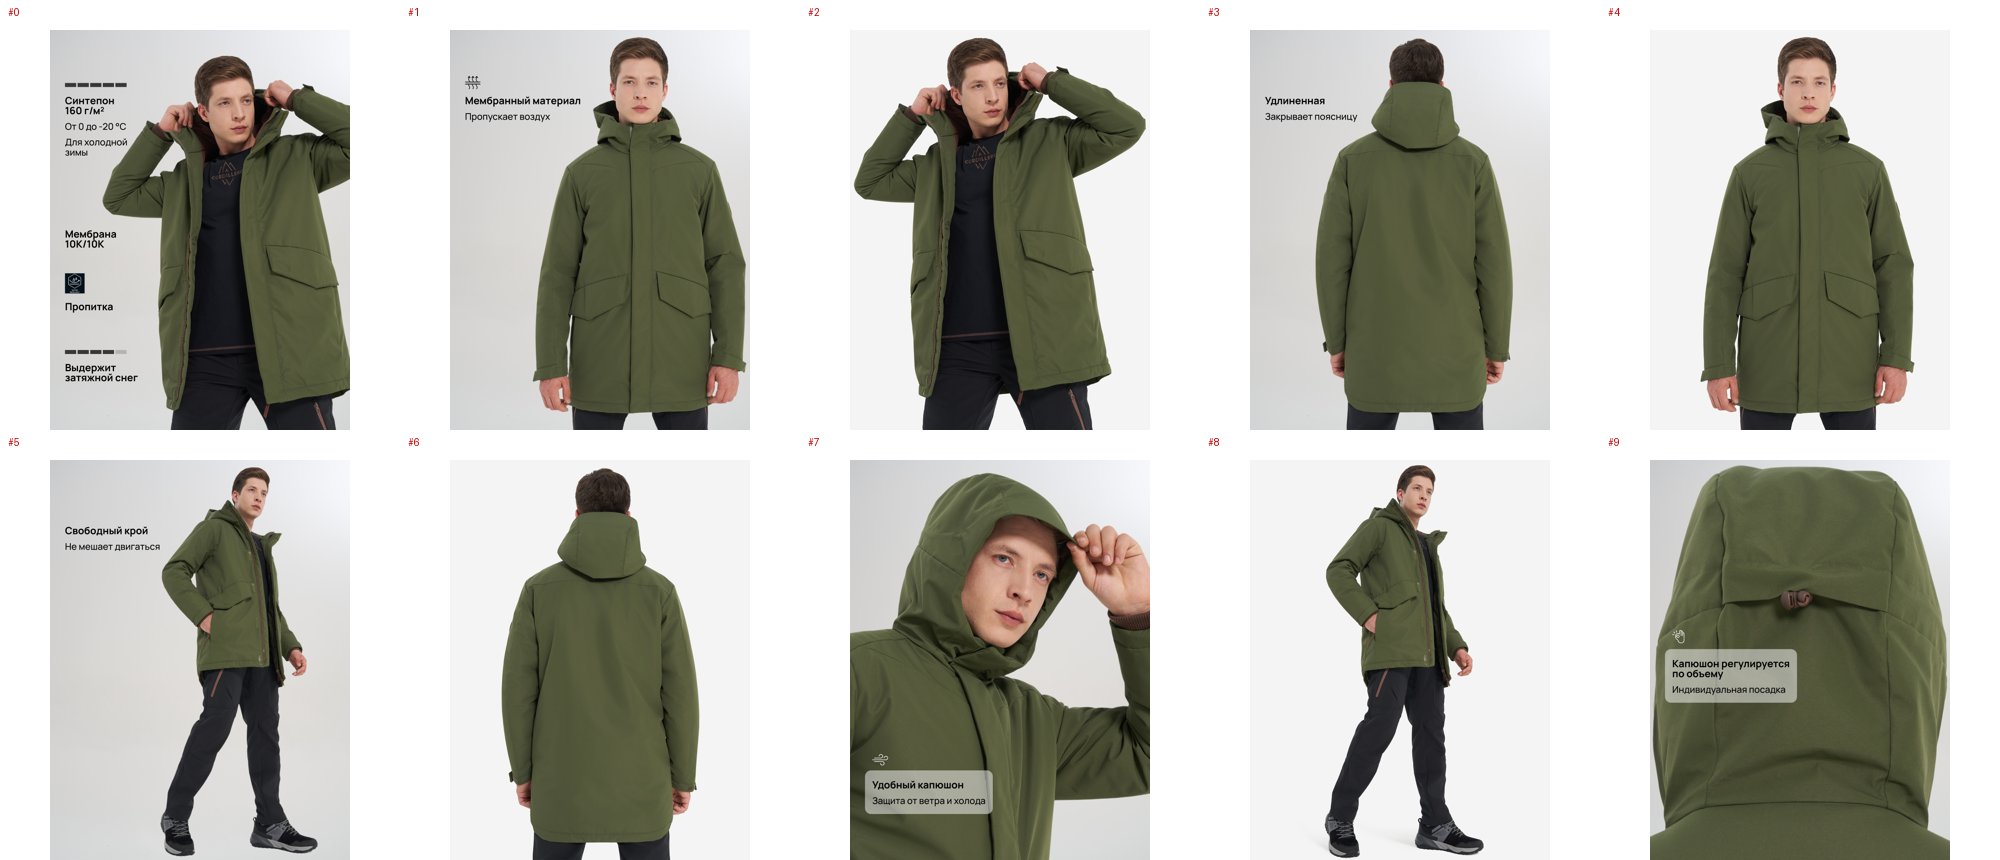 #0
#1
#2
#3
#4
Синтепон
160 г/м²
От 0 до -20 °C
Для холодной
зимы
Мембрана
10K/10K
Пропитка
Выдержит
затяжной снег
Мембранный материал
Пропускает воздух
Удлиненная
Закрывает поясницу
#5
#6
#7
#8
#9
Свободный крой
Не мешает двигаться
Удобный капюшон
Защита от ветра и холода
Капюшон регулируется
по объему
Индивидуальная посадка